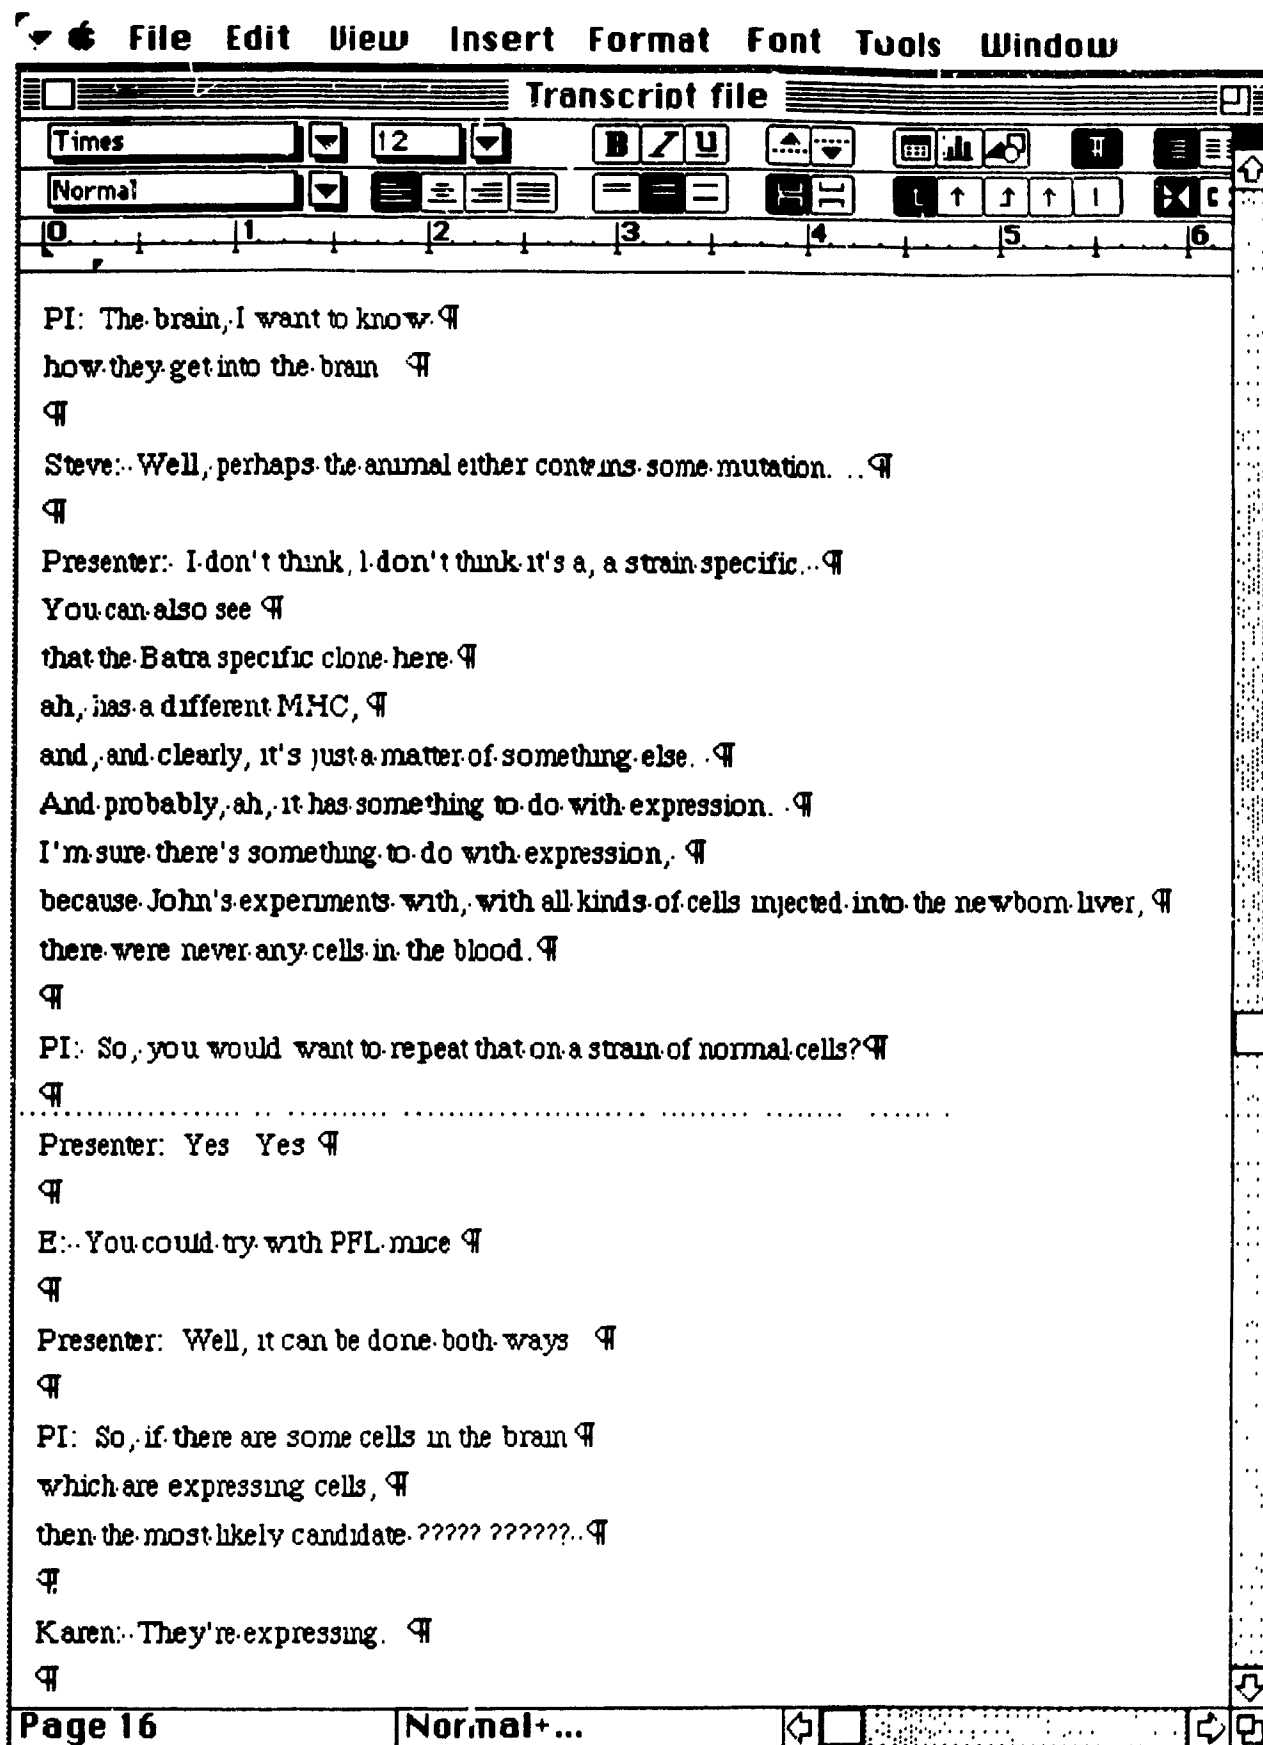 File Edit View Insert Format Font Tools Window
Transcript file
Times 12 B I U ¶
Normal
0 1 2 3 4 5 6
PI: The brain, I want to know ¶
how they get into the brain ¶
¶
Steve: Well, perhaps the animal either contains some mutation. .. ¶
¶
Presenter: I don't think, I don't think it's a, a strain specific.. ¶
You can also see ¶
that the Batra specific clone here ¶
ah, has a different MHC, ¶
and, and clearly, it's just a matter of something else. ¶
And probably, ah, it has something to do with expression. ¶
I'm sure there's something to do with expression, ¶
because John's experiments with, with all kinds of cells injected into the newborn liver, ¶
there were never any cells in the blood. ¶
¶
PI: So, you would want to repeat that on a strain of normal cells?¶
¶
Presenter: Yes Yes ¶
¶
E: You could try with PFL mice ¶
¶
Presenter: Well, it can be done both ways ¶
¶
PI: So, if there are some cells in the brain ¶
which are expressing cells, ¶
then the most likely candidate ????? ??????.. ¶
¶
Karen: They're expressing. ¶
¶
Page 16 Normal+...